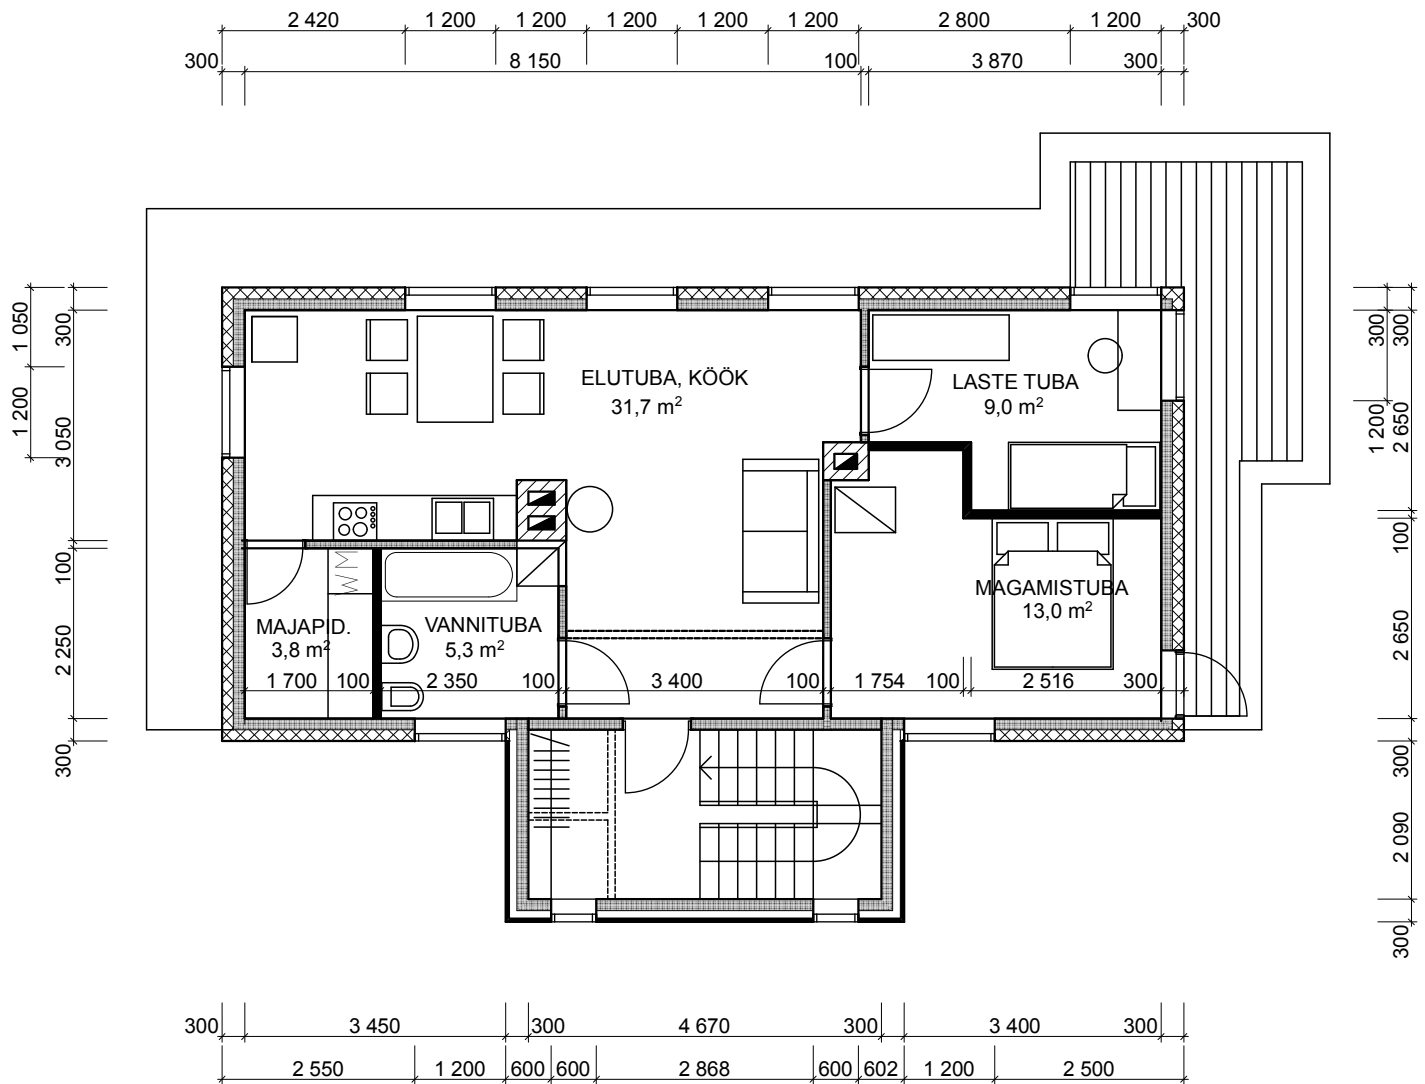 2 420 1 200 1 200 1 200 1 200 1 200 2 800 1 200 300
300 8 150 100 3 870 300
1 050
1 200
300
3 050
100
2 250
300
ELUTUBA, KÖÖK
31,7 m²
LASTE TUBA
9,0 m²
MAGAMISTUBA
13,0 m²
WM
MAJAPID.
3,8 m²
VANNITUBA
5,3 m²
1 700 100 2 350 100 3 400 100 1 754 100 2 516 300
300
1 200
300
2 650
100
2 650
300
2 090
300
300 3 450 300 4 670 300 3 400 300
2 550 1 200 600 600 2 868 600 602 1 200 2 500